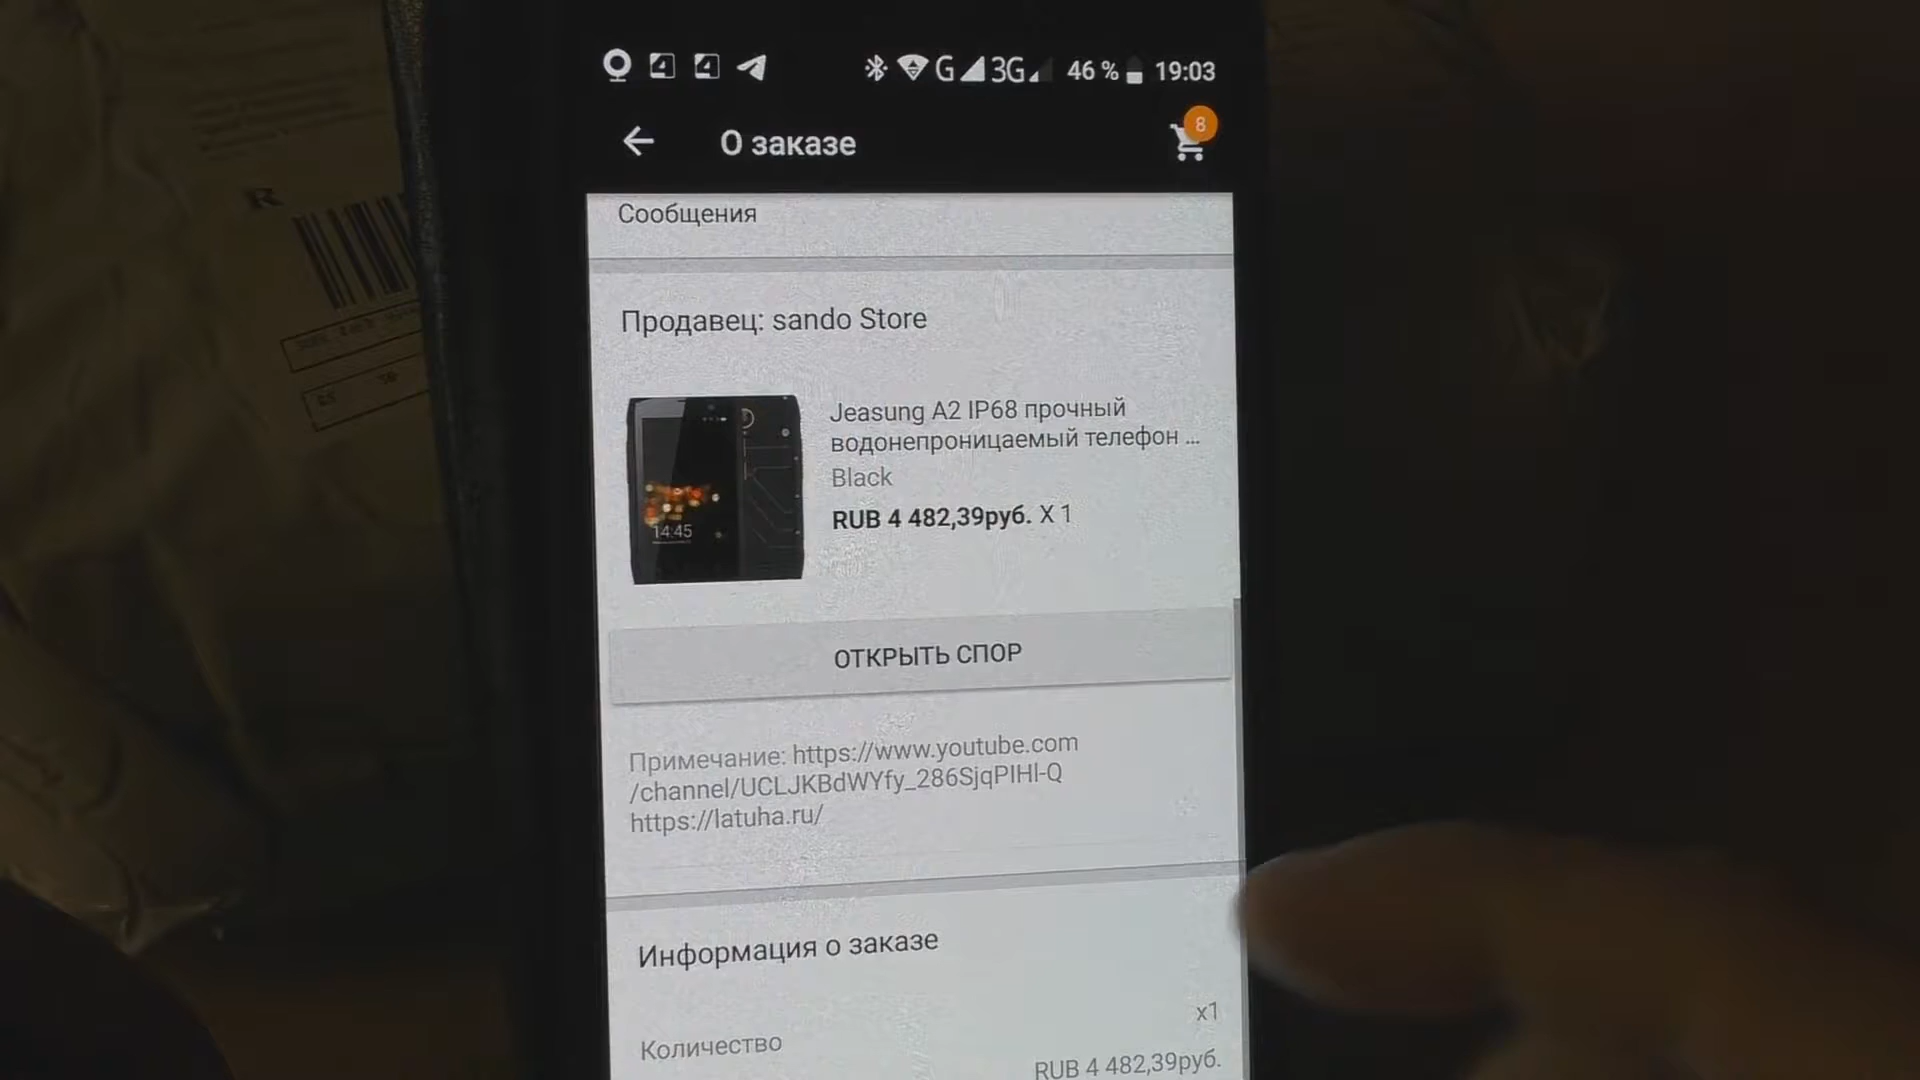 G 3G 46 % 19:03
О заказе
8
Сообщения
Продавец: sando Store
Jeasung A2 IP68 прочный
водонепроницаемый телефон ...
Black
RUB 4 482,39руб. X 1
14:45
ОТКРЫТЬ СПОР
Примечание: https://www.youtube.com
/channel/UCLJKBdWYfy_286SjqPIHl-Q
https://latuha.ru/
Информация о заказе
x1
Количество
RUB 4 482,39руб.
R